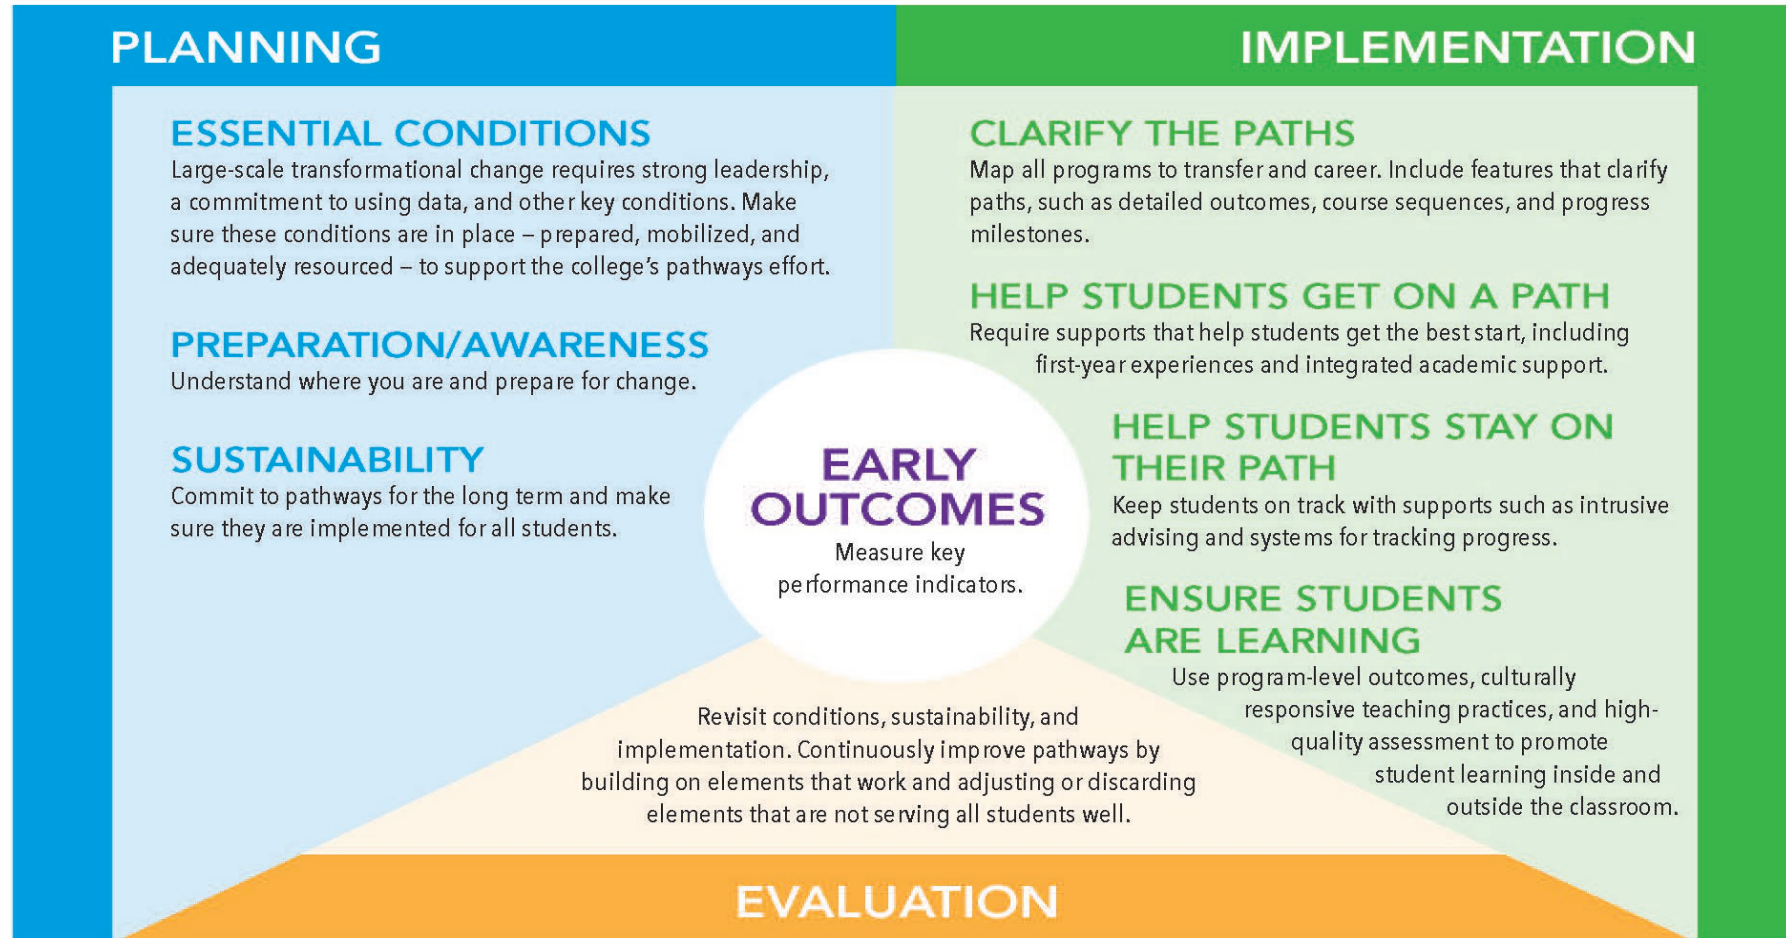 PLANNING
ESSENTIAL CONDITIONS
Large-scale transformational change requires strong leadership,
a commitment to using data, and other key conditions. Make
sure these conditions are in place – prepared, mobilized, and
adequately resourced – to support the college’s pathways effort.
PREPARATION/AWARENESS
Understand where you are and prepare for change.
SUSTAINABILITY
Commit to pathways for the long term and make
sure they are implemented for all students.
IMPLEMENTATION
CLARIFY THE PATHS
Map all programs to transfer and career. Include features that clarify
paths, such as detailed outcomes, course sequences, and progress
milestones.
HELP STUDENTS GET ON A PATH
Require supports that help students get the best start, including
first-year experiences and integrated academic support.
HELP STUDENTS STAY ON
THEIR PATH
Keep students on track with supports such as intrusive
advising and systems for tracking progress.
ENSURE STUDENTS
ARE LEARNING
Use program-level outcomes, culturally
responsive teaching practices, and high-
quality assessment to promote
student learning inside and
outside the classroom.
EARLY
OUTCOMES
Measure key
performance indicators.
Revisit conditions, sustainability, and
implementation. Continuously improve pathways by
building on elements that work and adjusting or discarding
elements that are not serving all students well.
EVALUATION